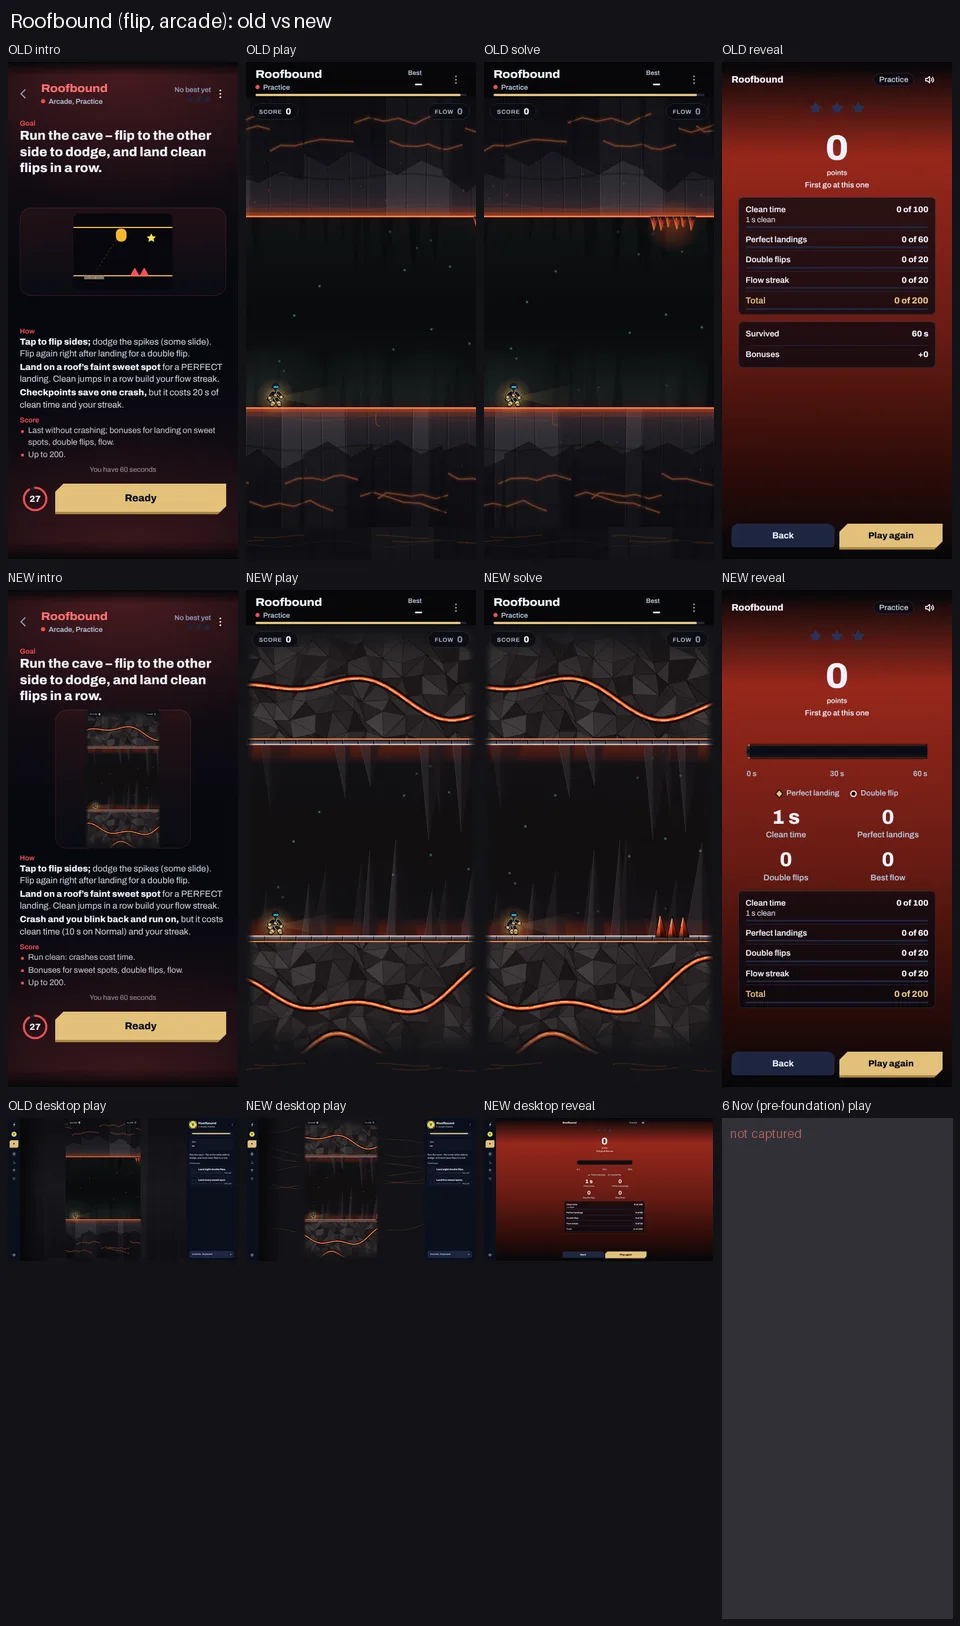 Roofbound (flip, arcade): old vs new
OLD intro
OLD play
OLD solve
OLD reveal
Roofbound
Arcade, Practice
No best yet
Goal
Run the cave – flip to the other
side to dodge, and land clean
flips in a row.
How
Tap to flip sides; dodge the spikes (some slide).
Flip again right after landing for a double flip.
Land on a roof's faint sweet spot for a PERFECT
landing. Clean jumps in a row build your flow streak.
Checkpoints save one crash, but it costs 20 s of
clean time and your streak.
Score
Last without crashing; bonuses for landing on sweet
spots, double flips, flow.
Up to 200.
You have 60 seconds
27
Ready
Roofbound
Practice
Best
–
SCORE 0
FLOW 0
Roofbound
Practice
Best
–
SCORE 0
FLOW 0
Roofbound
Practice
0
points
First go at this one
Clean time 0 of 100
1 s clean
Perfect landings 0 of 60
Double flips 0 of 20
Flow streak 0 of 20
Total 0 of 200
Survived 60 s
Bonuses +0
Back
Play again
NEW intro
NEW play
NEW solve
NEW reveal
Roofbound
Arcade, Practice
No best yet
Goal
Run the cave – flip to the other
side to dodge, and land clean
flips in a row.
How
Tap to flip sides; dodge the spikes (some slide).
Flip again right after landing for a double flip.
Land on a roof's faint sweet spot for a PERFECT
landing. Clean jumps in a row build your flow streak.
Crash and you blink back and run on, but it costs
clean time (10 s on Normal) and your streak.
Score
Run clean: crashes cost time.
Bonuses for sweet spots, double flips, flow.
Up to 200.
You have 60 seconds
27
Ready
Roofbound
Practice
Best
–
SCORE 0
FLOW 0
Roofbound
Practice
Best
–
SCORE 0
FLOW 0
Roofbound
Practice
0
points
First go at this one
0 s 30 s 60 s
Perfect landing Double flip
1 s
Clean time
0
Perfect landings
0
Double flips
0
Best flow
Clean time 0 of 100
1 s clean
Perfect landings 0 of 60
Double flips 0 of 20
Flow streak 0 of 20
Total 0 of 200
Back
Play again
OLD desktop play
NEW desktop play
NEW desktop reveal
6 Nov (pre-foundation) play
Roofbound
Roofbound
0
1 s
0
0
0
Back
Play again
not captured